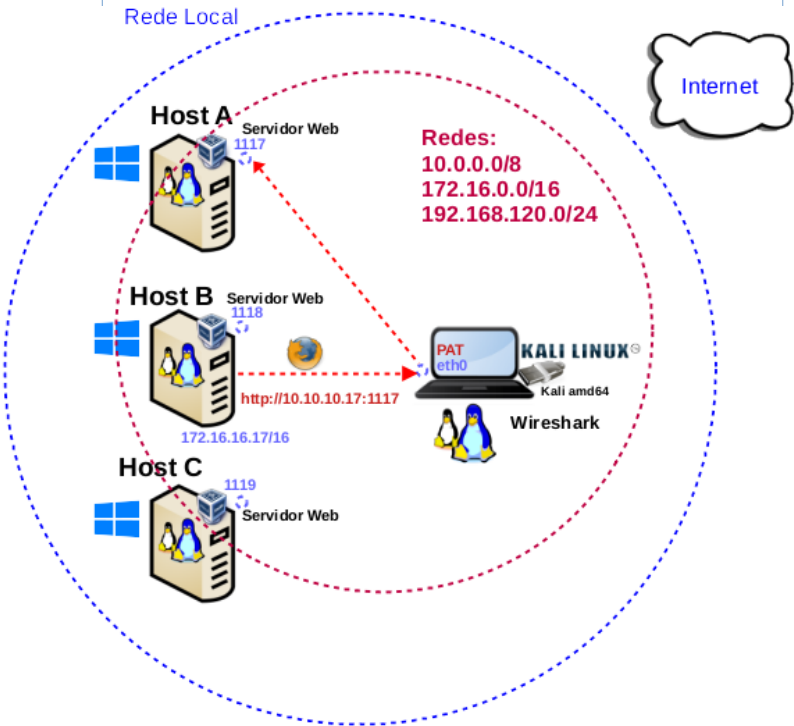 Rede Local
Internet
Host A
Servidor Web
1117
Redes:
10.0.0.0/8
172.16.0.0/16
192.168.120.0/24
Host B
Servidor Web
1118
PAT
eth0
KALI LINUX
Kali amd64
http://10.10.10.17:1117
Wireshark
172.16.16.17/16
Host C
1119
Servidor Web